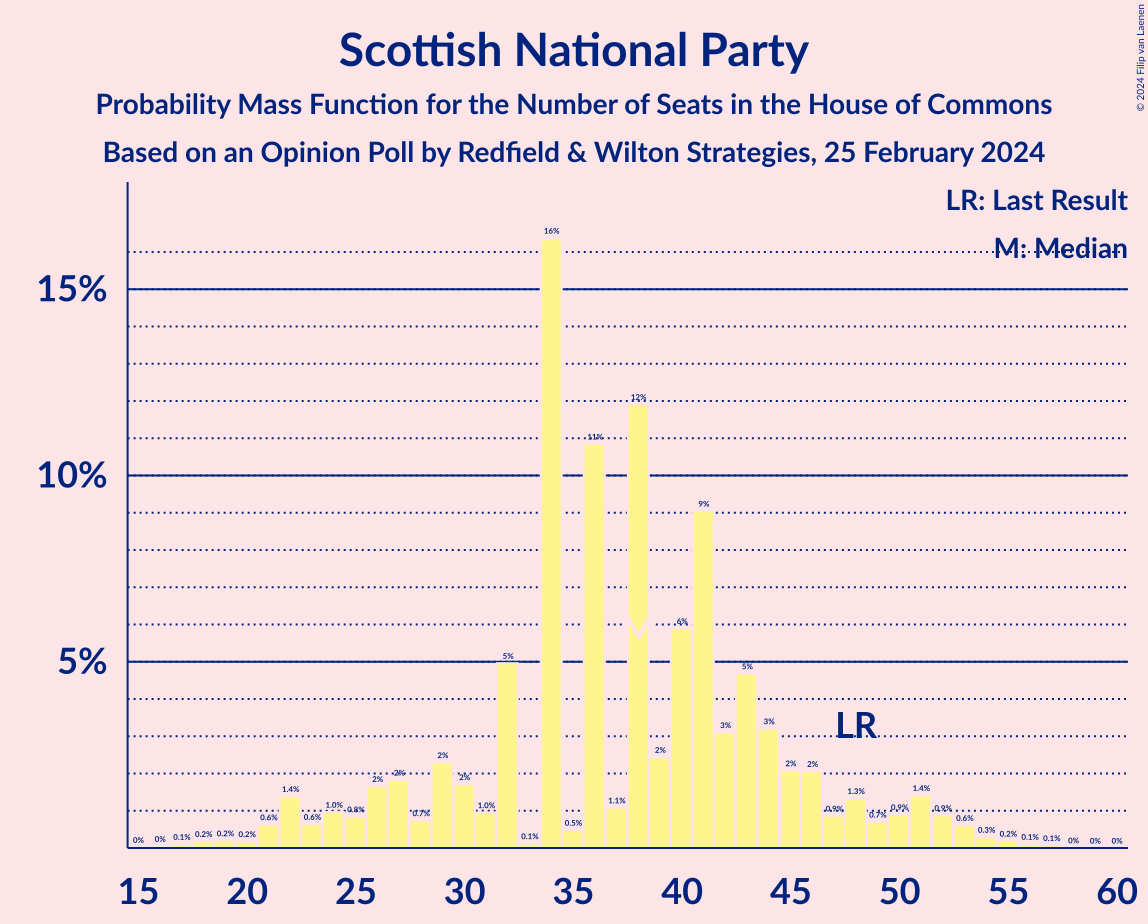 © 2024 Filip van Laenen
Scottish National Party
Probability Mass Function for the Number of Seats in the House of Commons
Based on an Opinion Poll by Redfield & Wilton Strategies, 25 February 2024
LR: Last Result
M: Median
15%
10%
5%
0% 0% 0.1% 0.2% 0.2% 0.2% 0.6% 1.4% 0.6% 1.0% 0.8% 2% 2% 0.7% 2% 2% 1.0% 5% 0.1% 16% 0.5% 11% 1.1% 12% 2% 6% 9% 3% 5% 3% 2% 2% 0.9% 1.3% 0.7% 0.9% 1.4% 0.9% 0.6% 0.3% 0.2% 0.1% 0.1% 0% 0% 0%
LR
15 20 25 30 35 40 45 50 55 60